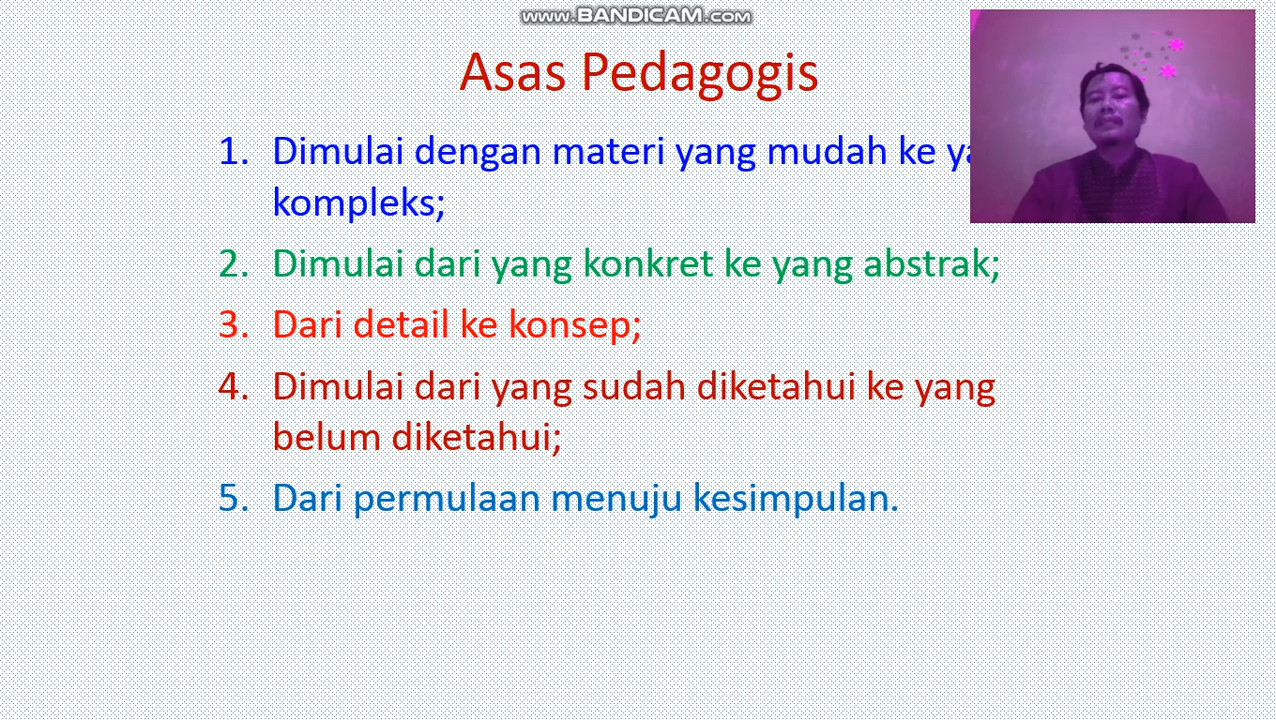 www.BANDICAM.com
Asas Pedagogis
1. Dimulai dengan materi yang mudah ke
kompleks;
2. Dimulai dari yang konkret ke yang abstrak;
3. Dari detail ke konsep;
4. Dimulai dari yang sudah diketahui ke yang
belum diketahui;
5. Dari permulaan menuju kesimpulan.